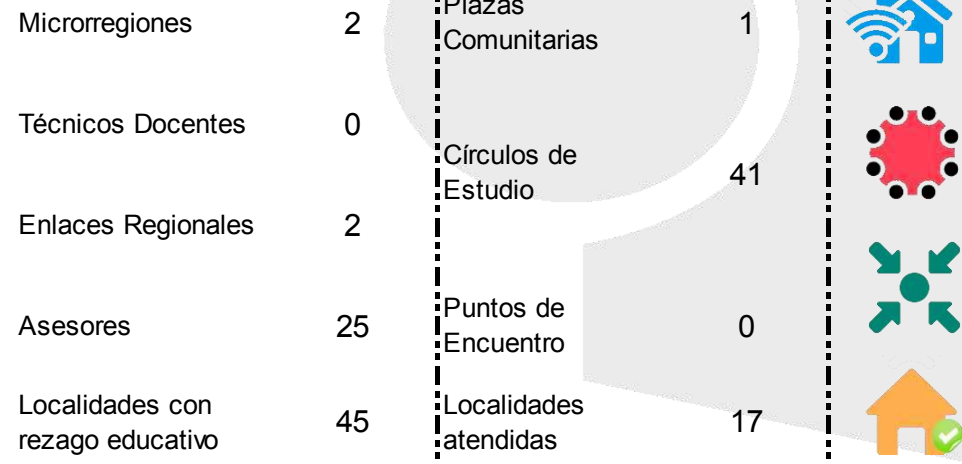 Microrregiones 2
Plazas
Comunitarias 1
Técnicos Docentes 0
Círculos de
Estudio 41
Enlaces Regionales 2
Asesores 25
Puntos de
Encuentro 0
Localidades con
rezago educativo 45
Localidades
atendidas 17